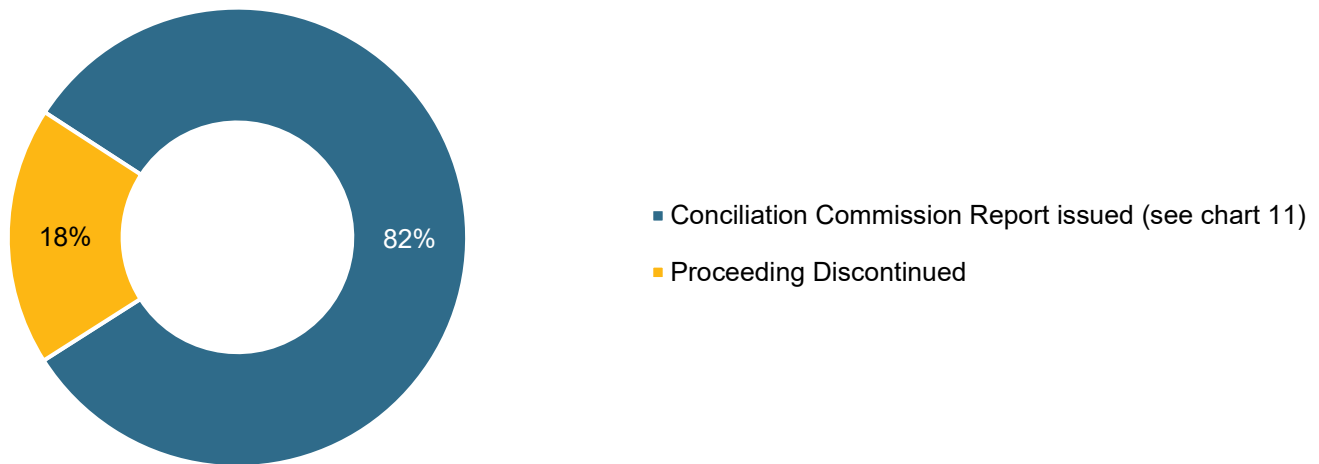 18%
82%
Conciliation Commission Report issued (see chart 11)
Proceeding Discontinued